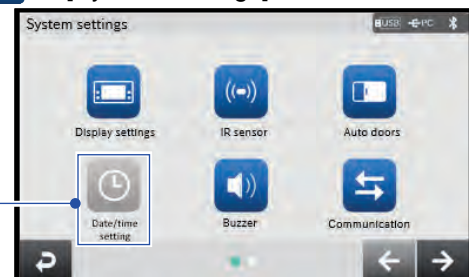 System settings
USB
PC
Display settings
IR sensor
Auto doors
Date/time
setting
Buzzer
Communication